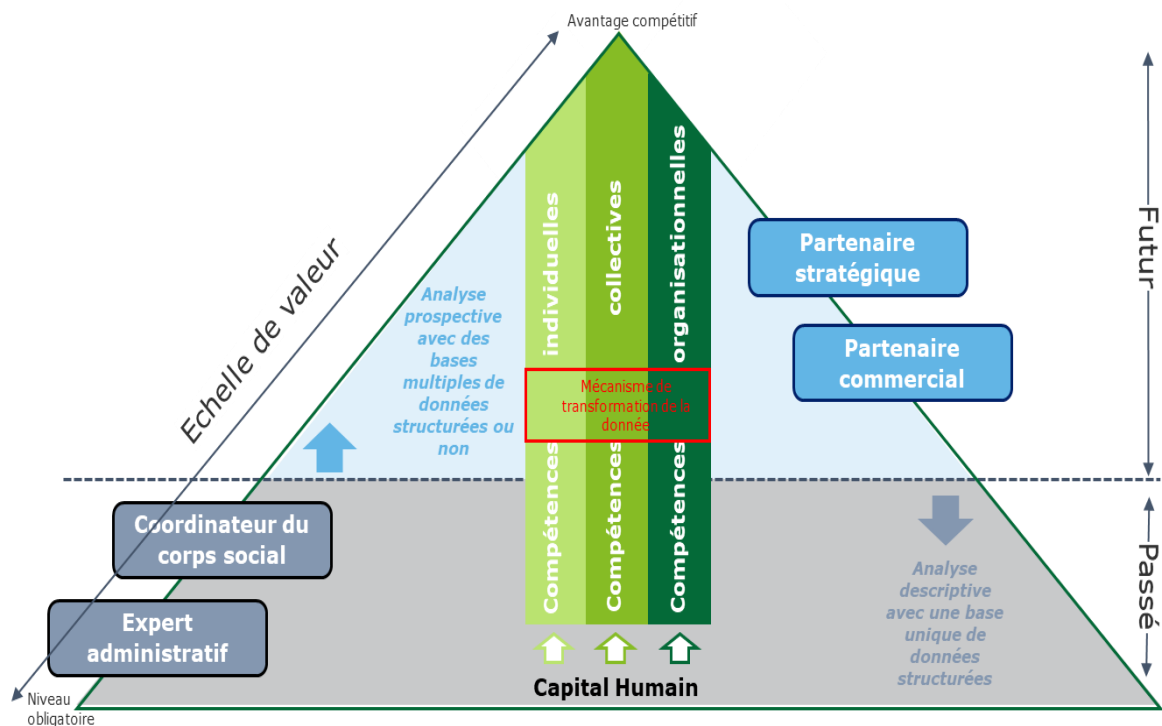 Avantage compétitif
Echelle de valeur
Futur
Passé
Compétences individuelles
Compétences collectives
Compétences organisationnelles
Partenaire
stratégique
Analyse
prospective
avec des
bases
multiples de
données
structurées ou
non
Partenaire
commercial
Mécanisme de
transformation de la
donnée
Coordinateur du
corps social
Analyse
descriptive
avec une base
unique de
données
structurées
Expert
administratif
Capital Humain
Niveau
obligatoire